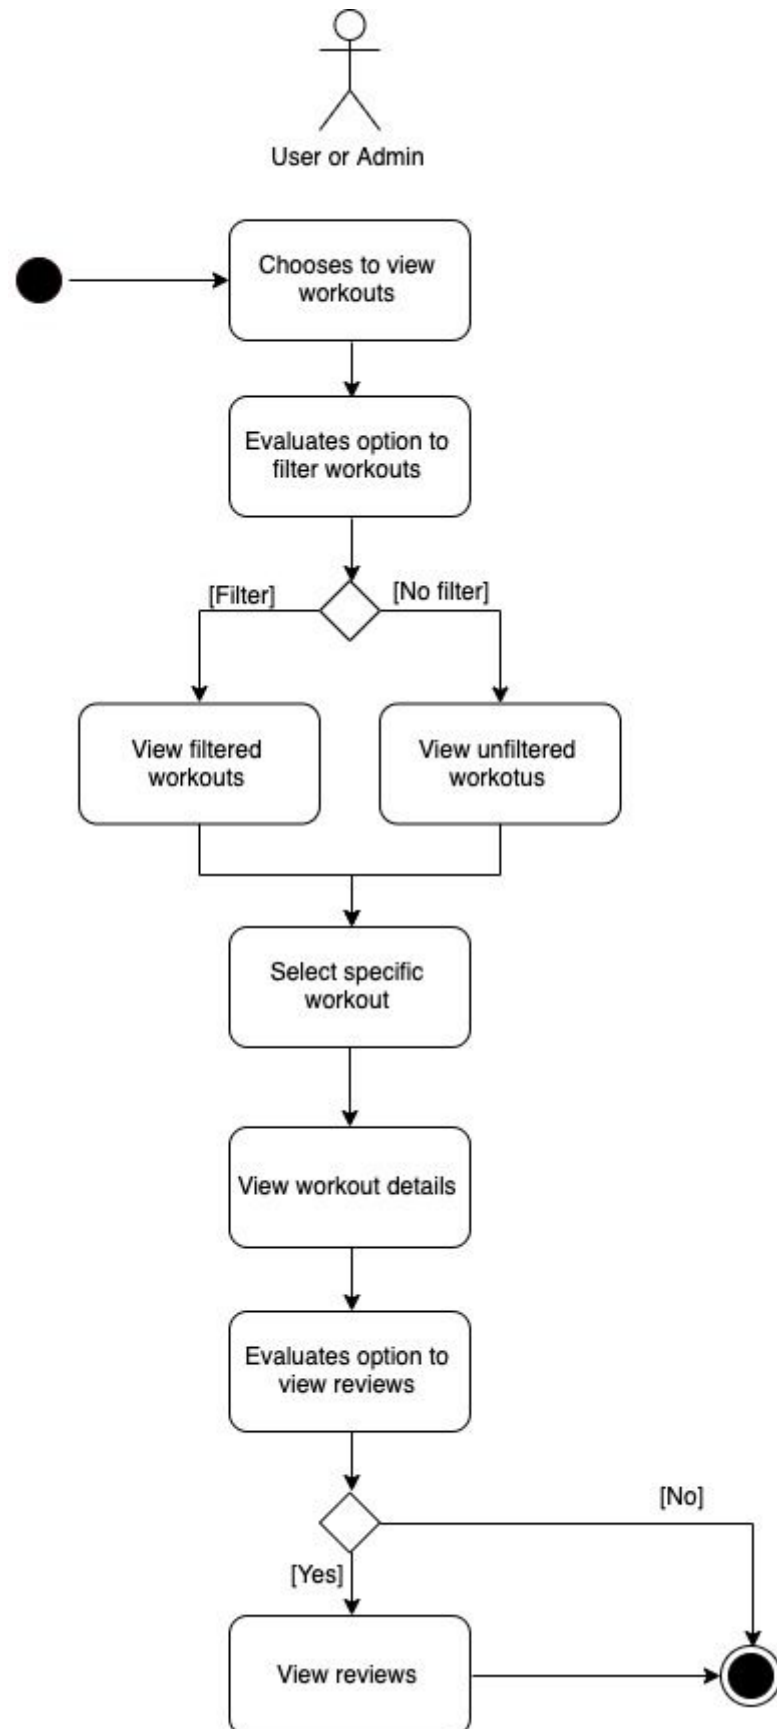 User or Admin
Chooses to view
workouts
Evaluates option to
filter workouts
[Filter]
[No filter]
View filtered
workouts
View unfiltered
workotus
Select specific
workout
View workout details
Evaluates option to
view reviews
[No]
[Yes]
View reviews